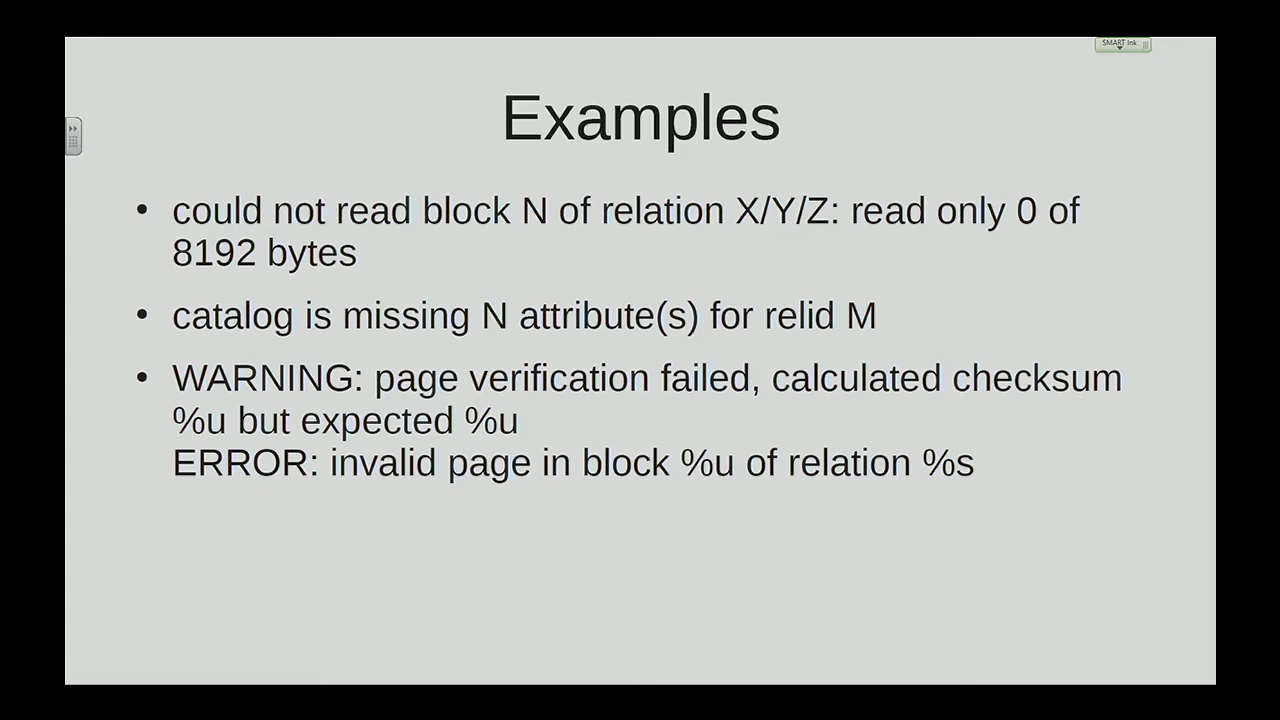 SMART Ink
Examples
• could not read block N of relation X/Y/Z: read only 0 of
8192 bytes
• catalog is missing N attribute(s) for relid M
• WARNING: page verification failed, calculated checksum
%u but expected %u
ERROR: invalid page in block %u of relation %s